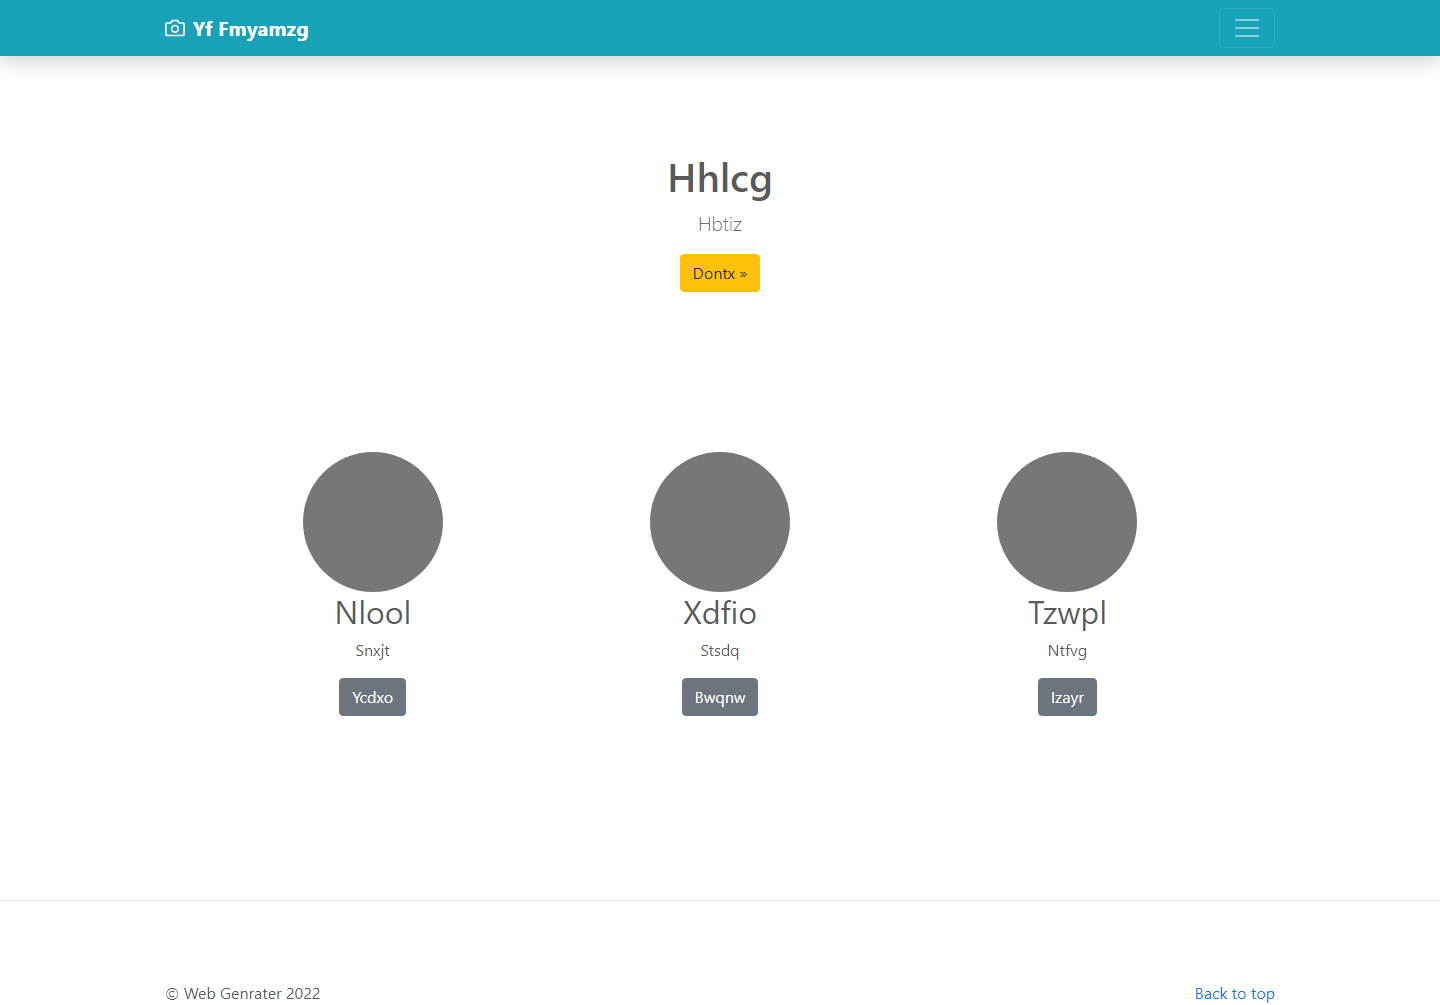 Yf Fmyamzg
Hhlcg
Hbtiz
Dontx »
Nlool
Snxjt
Ycdxo
Xdfio
Stsdq
Bwqnw
Tzwpl
Ntfvg
Izayr
© Web Genrater 2022
Back to top